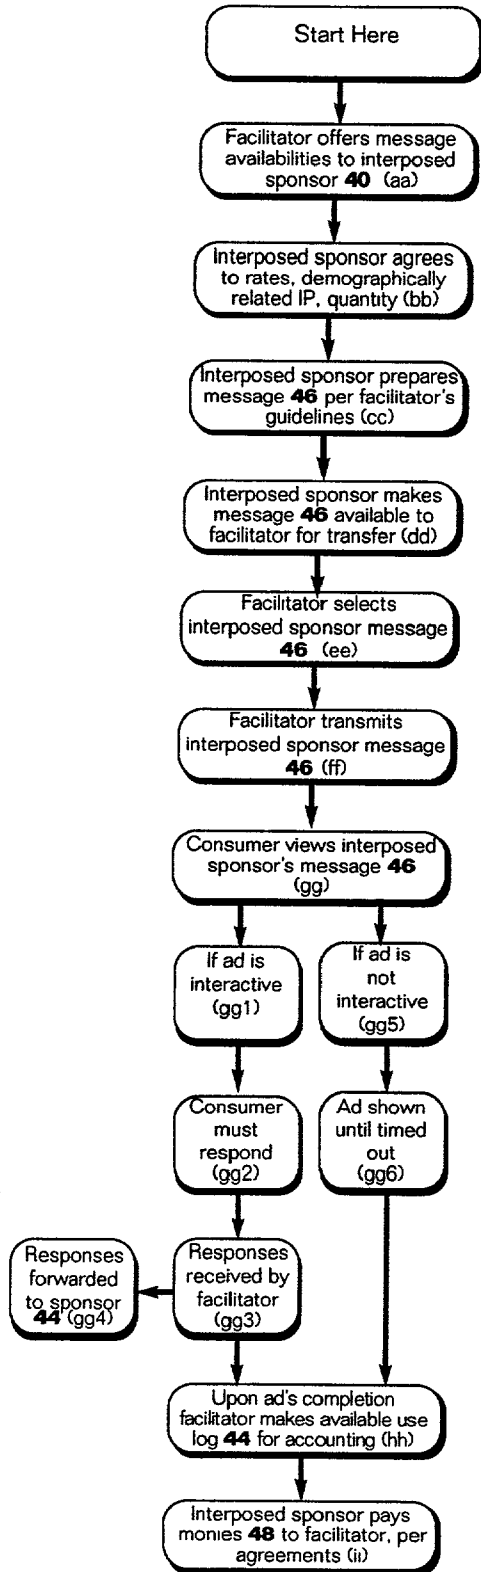 Start Here
Facilitator offers message
availabilities to interposed
sponsor 40 (aa)
Interposed sponsor agrees
to rates, demographically
related IP, quantity (bb)
Interposed sponsor prepares
message 46 per facilitator's
guidelines (cc)
Interposed sponsor makes
message 46 available to
facilitator for transfer (dd)
Facilitator selects
interposed sponsor message
46 (ee)
Facilitator transmits
interposed sponsor message
46 (ff)
Consumer views interposed
sponsor's message 46
(gg)
If ad is
interactive
(gg1)
If ad is
not
interactive
(gg5)
Consumer
must
respond
(gg2)
Ad shown
until timed
out
(gg6)
Responses
forwarded
to sponsor
44 (gg4)
Responses
received by
facilitator
(gg3)
Upon ad's completion
facilitator makes available use
log 44 for accounting (hh)
Interposed sponsor pays
monies 48 to facilitator, per
agreements (ii)